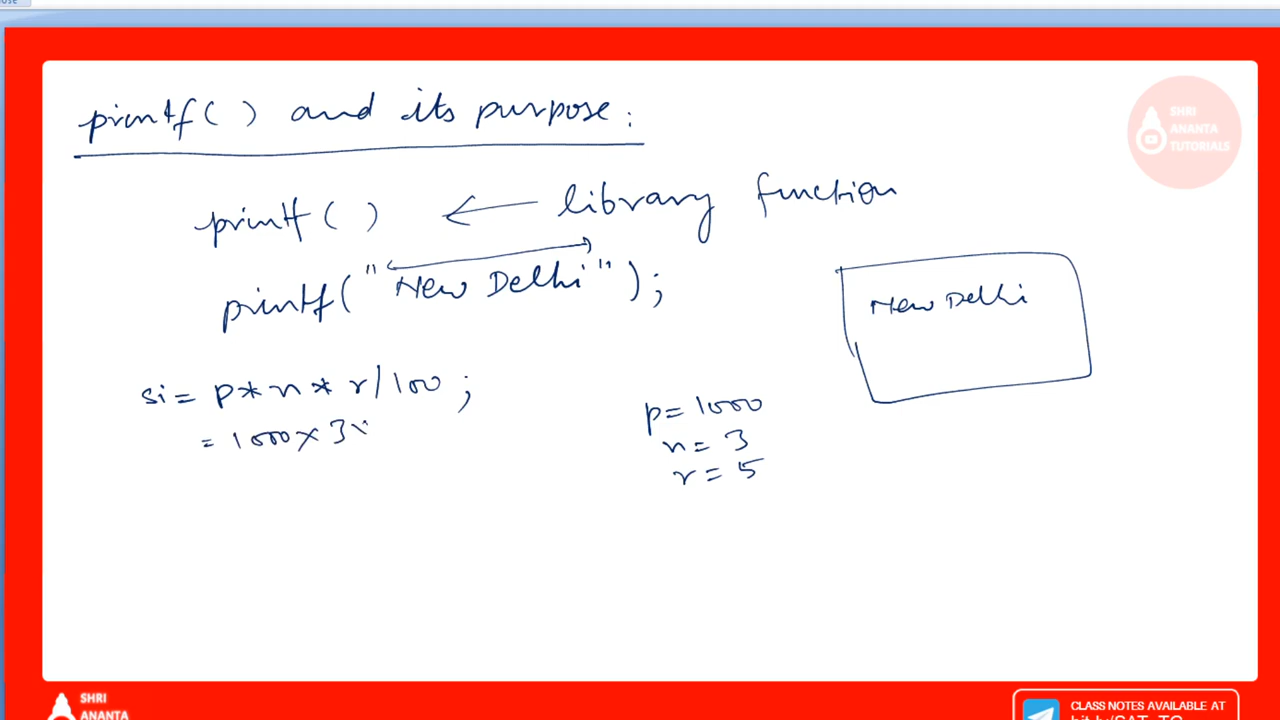 printf( ) and its purpose :
SHRI
ANANTA
TUTORIALS
printf ( ) ← library function
printf( "New Delhi" );
New Delhi
si = p * n * r/100 ;
= 1000 × 3 ×
p = 1000
n = 3
r = 5
SHRI
ANANTA
CLASS NOTES AVAILABLE AT